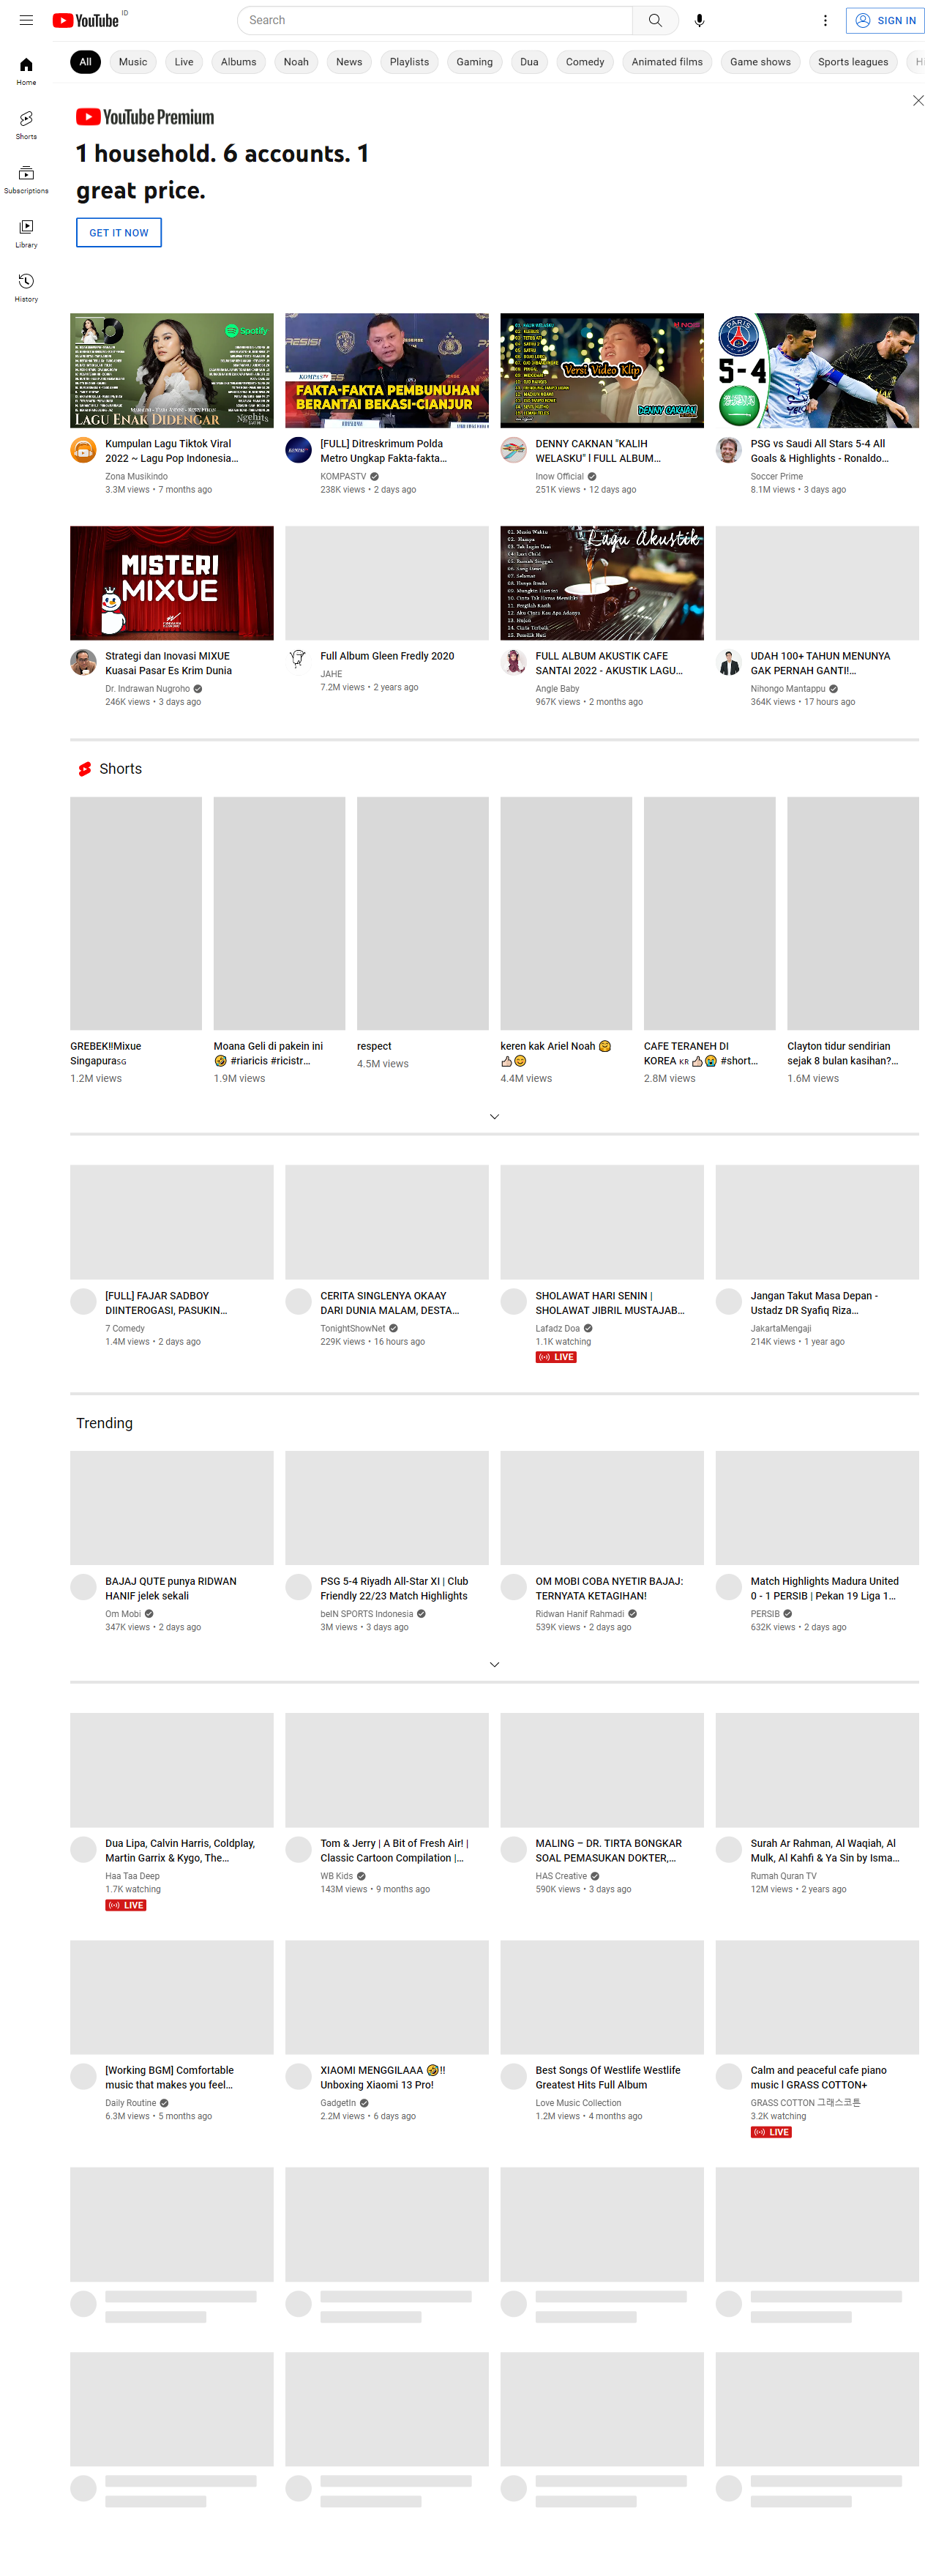 YouTube ID
Search
SIGN IN
All
Music
Live
Albums
Noah
News
Playlists
Gaming
Dua
Comedy
Animated films
Game shows
Sports leagues
Home
Shorts
Subscriptions
Library
History
YouTube Premium
1 household. 6 accounts. 1
great price.
GET IT NOW
Spotify
LAGU ENAK DIDENGAR
Kumpulan Lagu Tiktok Viral
2022 ~ Lagu Pop Indonesia...
Zona Musikindo
3.3M views • 7 months ago
KOMPASTV
FAKTA-FAKTA PEMBUNUHAN
BERANTAI BEKASI-CIANJUR
[FULL] Ditreskrimum Polda
Metro Ungkap Fakta-fakta...
KOMPASTV
238K views • 2 days ago
Versi Video Klip
DENNY CAKNAN
DENNY CAKNAN "KALIH
WELASKU" l FULL ALBUM...
Inow Official
251K views • 12 days ago
PARIS
5-4
PSG vs Saudi All Stars 5-4 All
Goals & Highlights - Ronaldo...
Soccer Prime
8.1M views • 3 days ago
MISTERI
MIXUE
Strategi dan Inovasi MIXUE
Kuasai Pasar Es Krim Dunia
Dr. Indrawan Nugroho
246K views • 3 days ago
Full Album Gleen Fredly 2020
JAHE
7.2M views • 2 years ago
Lagu Akustik
FULL ALBUM AKUSTIK CAFE
SANTAI 2022 - AKUSTIK LAGU...
Angle Baby
967K views • 2 months ago
UDAH 100+ TAHUN MENUNYA
GAK PERNAH GANTI!...
Nihongo Mantappu
364K views • 17 hours ago
Shorts
GREBEK!!Mixue
Singapura🇸🇬
1.2M views
Moana Geli di pakein ini
🤣 #riaricis #ricistr...
1.9M views
respect
4.5M views
keren kak Ariel Noah 🤗
👍🏻😊
4.4M views
CAFE TERANEH DI
KOREA 🇰🇷 👍🏻😭 #short...
2.8M views
Clayton tidur sendirian
sejak 8 bulan kasihan?...
1.6M views
[FULL] FAJAR SADBOY
DIINTEROGASI, PASUKIN...
7 Comedy
1.4M views • 2 days ago
CERITA SINGLENYA OKAAY
DARI DUNIA MALAM, DESTA...
TonightShowNet
229K views • 16 hours ago
SHOLAWAT HARI SENIN |
SHOLAWAT JIBRIL MUSTAJAB...
Lafadz Doa
1.1K watching
LIVE
Jangan Takut Masa Depan -
Ustadz DR Syafiq Riza...
JakartaMengaji
214K views • 1 year ago
Trending
BAJAJ QUTE punya RIDWAN
HANIF jelek sekali
Om Mobi
347K views • 2 days ago
PSG 5-4 Riyadh All-Star XI | Club
Friendly 22/23 Match Highlights
beIN SPORTS Indonesia
3M views • 3 days ago
OM MOBI COBA NYETIR BAJAJ:
TERNYATA KETAGIHAN!
Ridwan Hanif Rahmadi
539K views • 2 days ago
Match Highlights Madura United
0 - 1 PERSIB | Pekan 19 Liga 1...
PERSIB
632K views • 2 days ago
Dua Lipa, Calvin Harris, Coldplay,
Martin Garrix & Kygo, The...
Haa Taa Deep
1.7K watching
LIVE
Tom & Jerry | A Bit of Fresh Air! |
Classic Cartoon Compilation |...
WB Kids
143M views • 9 months ago
MALING – DR. TIRTA BONGKAR
SOAL PEMASUKAN DOKTER,...
HAS Creative
590K views • 3 days ago
Surah Ar Rahman, Al Waqiah, Al
Mulk, Al Kahfi & Ya Sin by Isma...
Rumah Quran TV
12M views • 2 years ago
[Working BGM] Comfortable
music that makes you feel...
Daily Routine
6.3M views • 5 months ago
XIAOMI MENGGILAAA 🤣!!
Unboxing Xiaomi 13 Pro!
GadgetIn
2.2M views • 6 days ago
Best Songs Of Westlife Westlife
Greatest Hits Full Album
Love Music Collection
1.2M views • 4 months ago
Calm and peaceful cafe piano
music l GRASS COTTON+
GRASS COTTON 그래스코튼
3.2K watching
LIVE